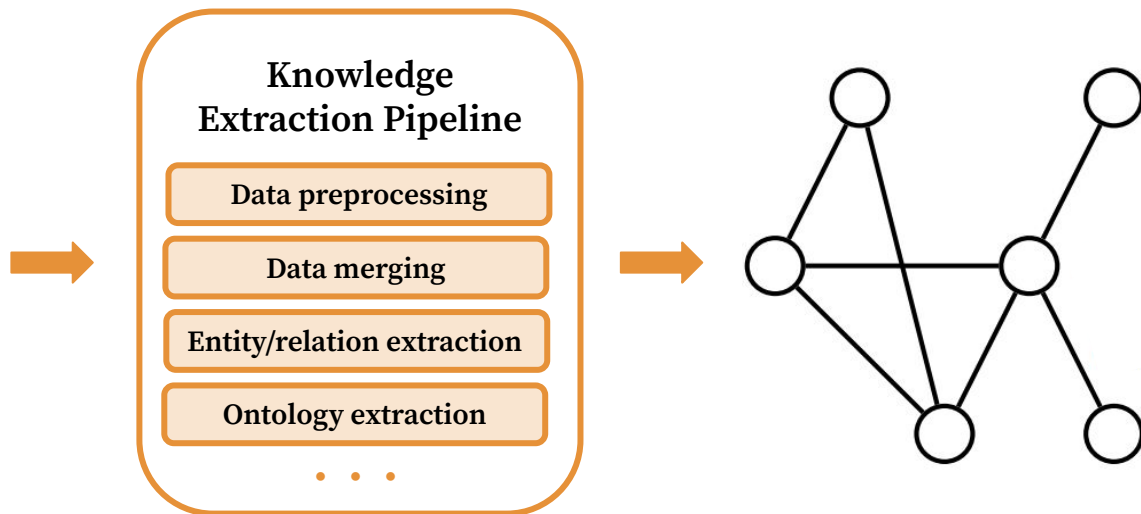 Knowledge
Extraction Pipeline
Data preprocessing
Data merging
Entity/relation extraction
Ontology extraction
. . .